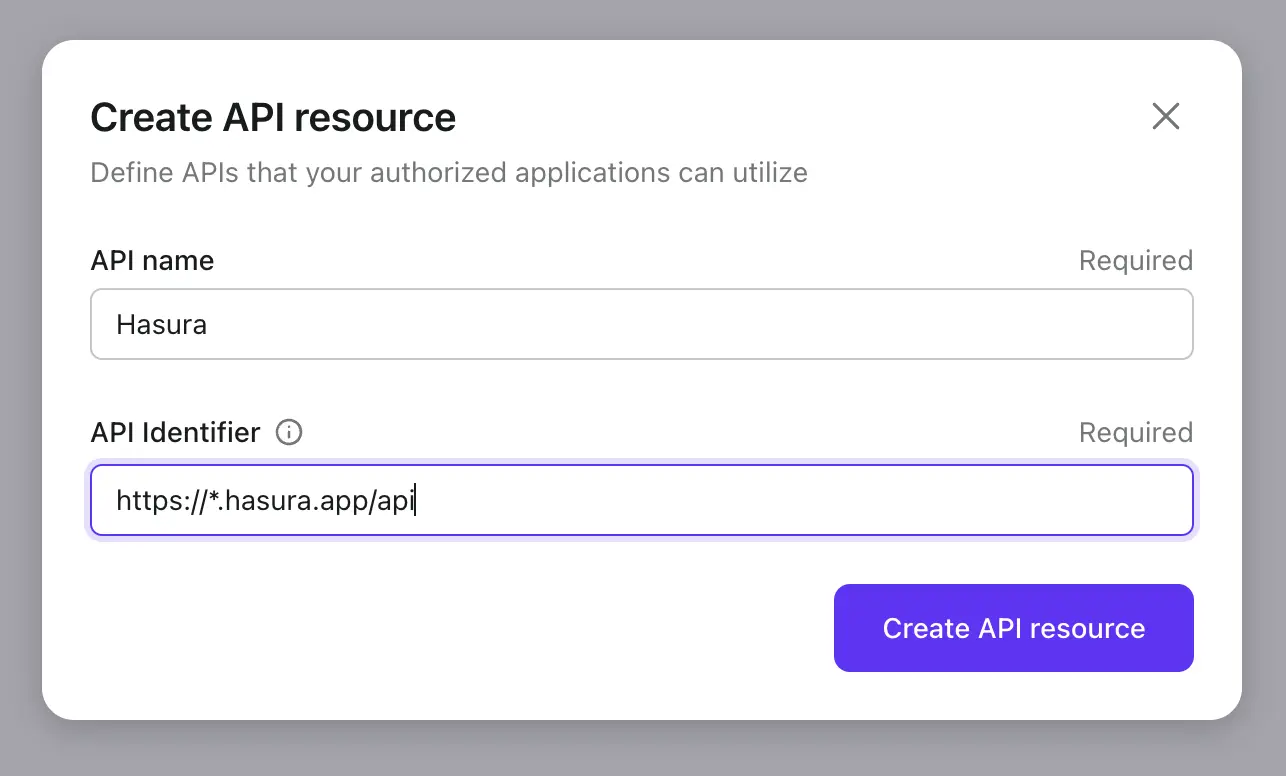 Create API resource
Define APIs that your authorized applications can utilize
API name Required
Hasura
API Identifier Required
https://*.hasura.app/api
Create API resource